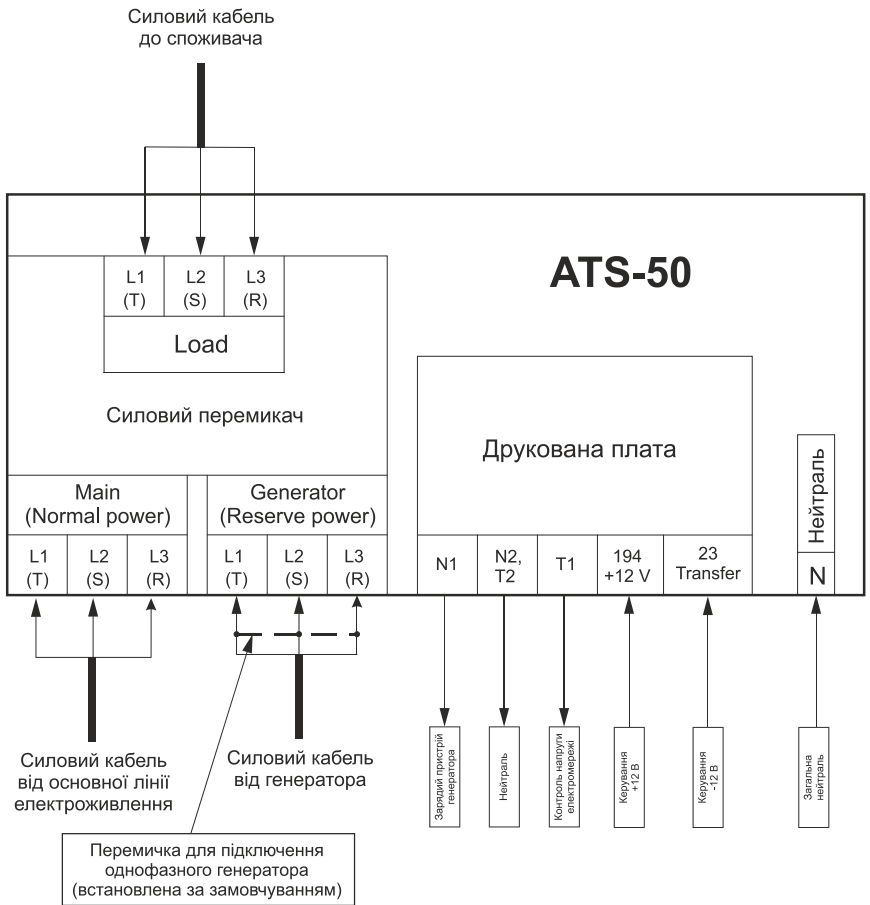 Силовий кабель
до споживача
ATS-50
L1
(T)
L2
(S)
L3
(R)
Load
Силовий перемикач
Друкована плата
Main
(Normal power)
Generator
(Reserve power)
L1
(T)
L2
(S)
L3
(R)
L1
(T)
L2
(S)
L3
(R)
N1
N2,
T2
T1
194
+12 V
23
Transfer
Нейтраль
N
Силовий кабель
від основної лінії
електроживлення
Силовий кабель
від генератора
Зарядий пристрій
генератора
Нейтраль
Контроль напруги
електромережі
Керування
+12 В
Керування
-12 В
Загальна
нейтраль
Перемичка для підключення
однофазного генератора
(встановлена за замовчуванням)